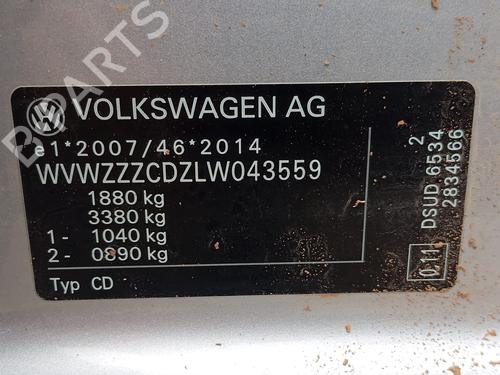 B-PARTS
VOLKSWAGEN AG
e1*2007/46*2014
WVWZZZCDZLW043559
1880 kg
3380 kg
1- 1040 kg
2- 0890 kg
Typ CD
2
DSUD 6534
2834566
0.11